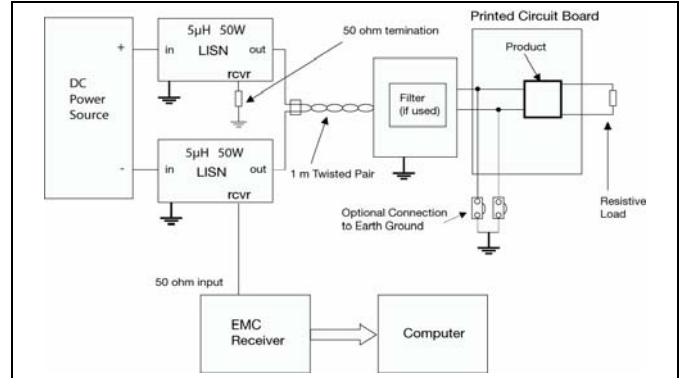 Printed Circuit Board
5µH 50W
LISN
in
out
rcvr
+
50 ohm temination
Product
DC
Power
Source
Filter
(if used)
-
5µH 50W
LISN
in
out
rcvr
1 m Twisted Pair
Optional Connection
to Earth Ground
Resistive
Load
50 ohm input
EMC
Receiver
Computer